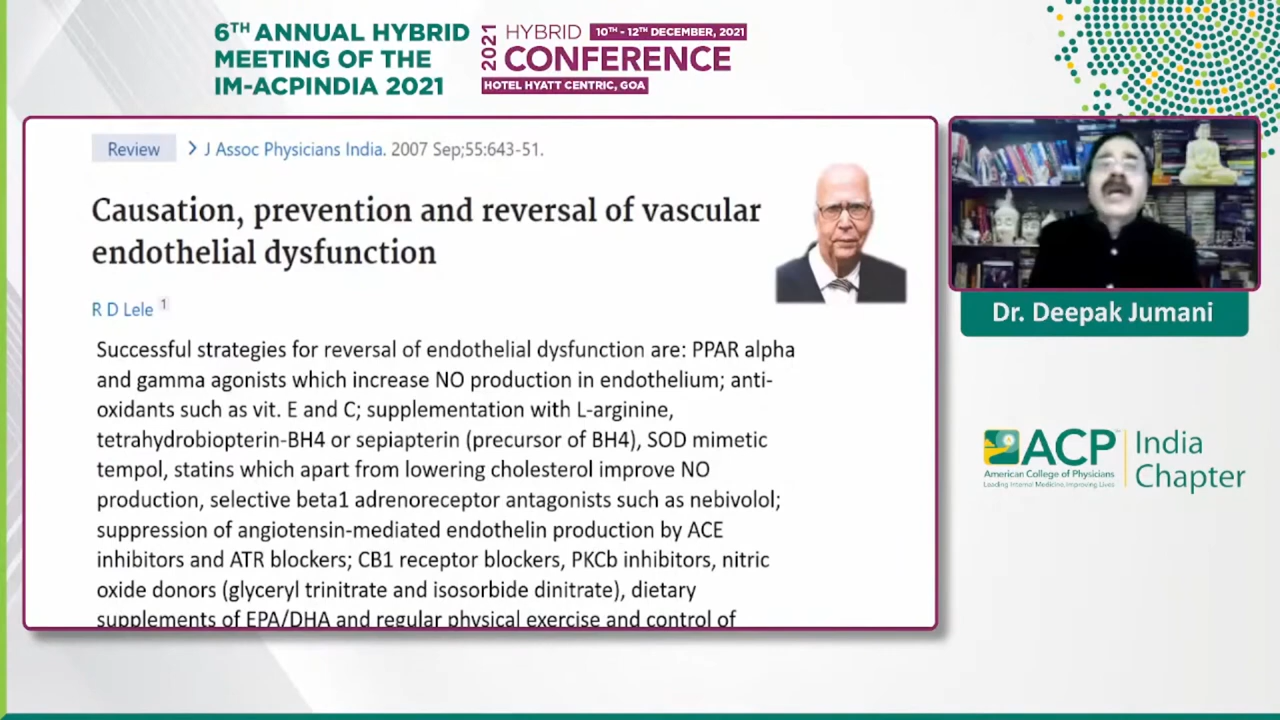 6TH ANNUAL HYBRID
MEETING OF THE
IM-ACPINDIA 2021
2021
HYBRID
10TH - 12TH DECEMBER, 2021
CONFERENCE
HOTEL HYATT CENTRIC, GOA
Review
J Assoc Physicians India. 2007 Sep;55:643-51.
Causation, prevention and reversal of vascular
endothelial dysfunction
R D Lele 1
Successful strategies for reversal of endothelial dysfunction are: PPAR alpha
and gamma agonists which increase NO production in endothelium; anti-
oxidants such as vit. E and C; supplementation with L-arginine,
tetrahydrobiopterin-BH4 or sepiapterin (precursor of BH4), SOD mimetic
tempol, statins which apart from lowering cholesterol improve NO
production, selective beta1 adrenoreceptor antagonists such as nebivolol;
suppression of angiotensin-mediated endothelin production by ACE
inhibitors and ATR blockers; CB1 receptor blockers, PKCb inhibitors, nitric
oxide donors (glyceryl trinitrate and isosorbide dinitrate), dietary
supplements of EPA/DHA and regular physical exercise and control of
Dr. Deepak Jumani
ACP
American College of Physicians
Leading Internal Medicine, Improving Lives
India
Chapter